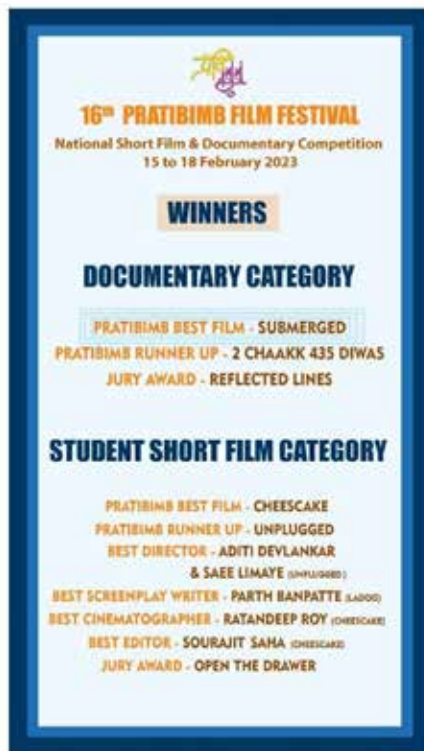 प्रतिबिंब
16th PRATIBIMB FILM FESTIVAL
National Short Film & Documentary Competition
15 to 18 February 2023
WINNERS
DOCUMENTARY CATEGORY
PRATIBIMB BEST FILM - SUBMERGED
PRATIBIMB RUNNER UP - 2 CHAAKK 435 DIWAS
JURY AWARD - REFLECTED LINES
STUDENT SHORT FILM CATEGORY
PRATIBIMB BEST FILM - CHEESCAKE
PRATIBIMB RUNNER UP - UNPLUGGED
BEST DIRECTOR - ADITI DEVLANKAR
& SAEE LIMAYE (UNPLUGGED)
BEST SCREENPLAY WRITER - PARTH BANPATTE (LADOO)
BEST CINEMATOGRAPHER - RATANDEEP ROY (CHEESCAKE)
BEST EDITOR - SOURAJIT SAHA (CHEESCAKE)
JURY AWARD - OPEN THE DRAWER